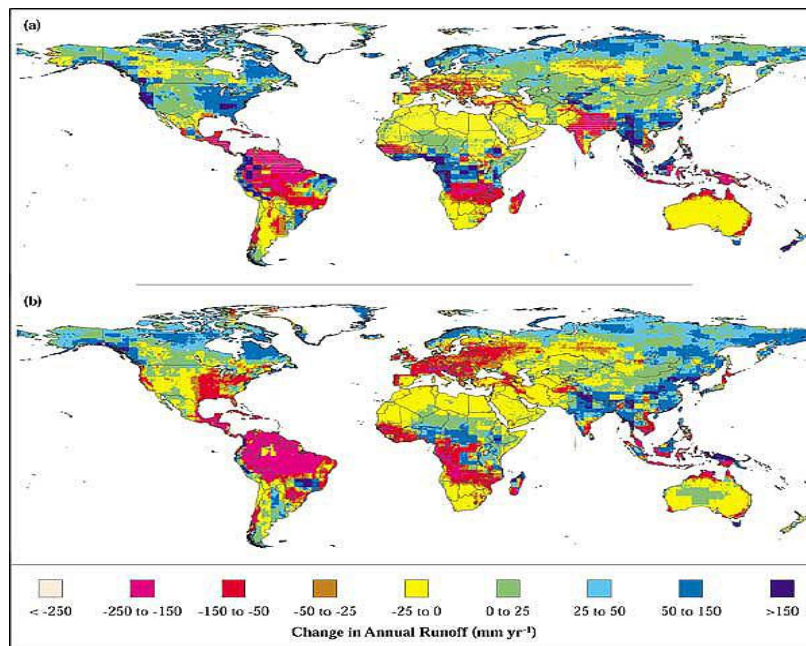 (a)
(b)
< -250 -250 to -150 -150 to -50 -50 to -25 -25 to 0 0 to 25 25 to 50 50 to 150 >150
Change in Annual Runoff (mm yr⁻¹)